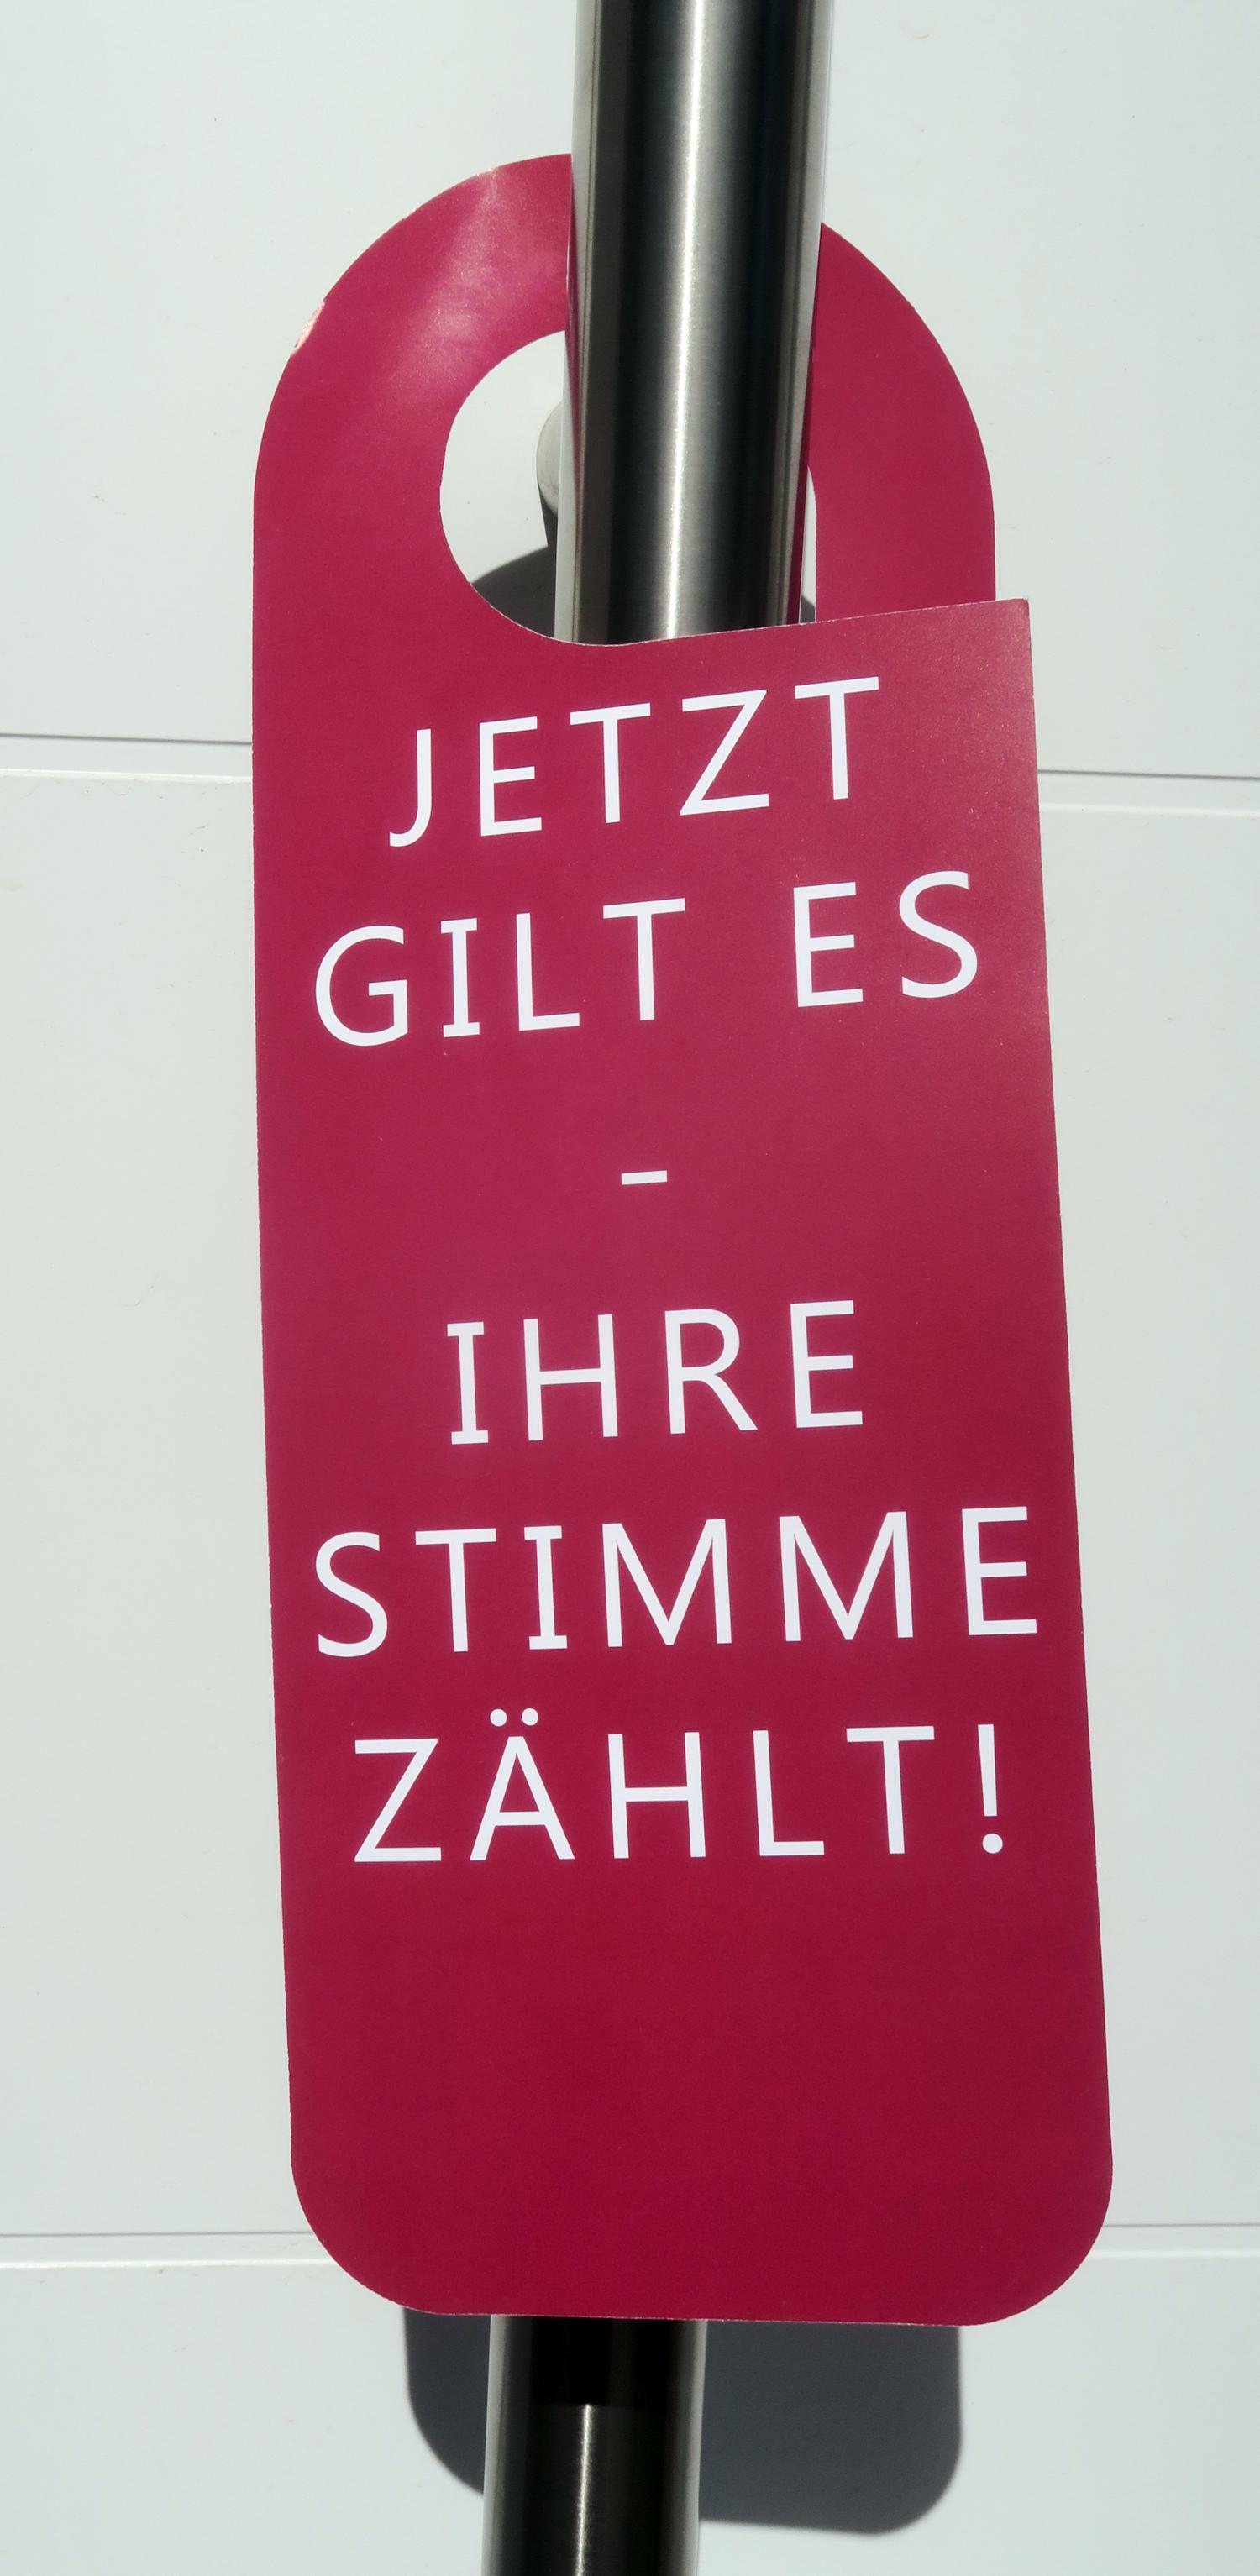 JETZT
GILT ES
-
IHRE
STIMME
ZÄHLT!